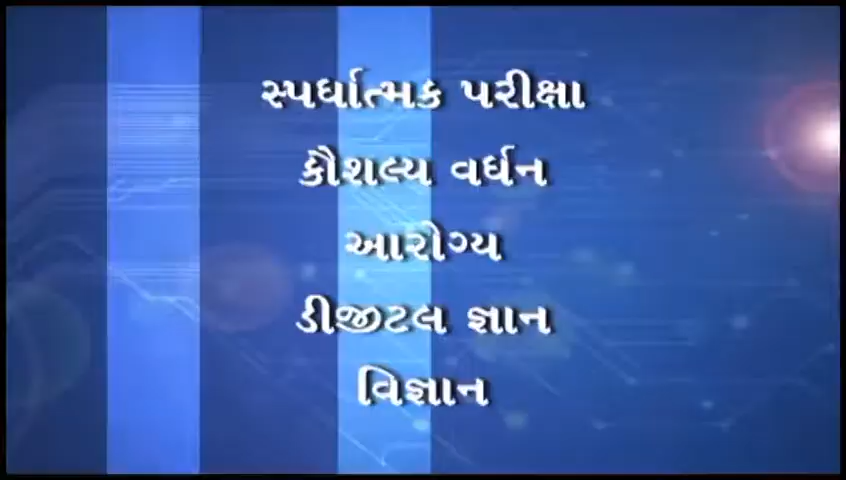 સ્પર્ધાત્મક પરીક્ષા
કૌશલ્ય વર્ધન
આરોગ્ય
ડીજીટલ જ્ઞાન
વિજ્ઞાન